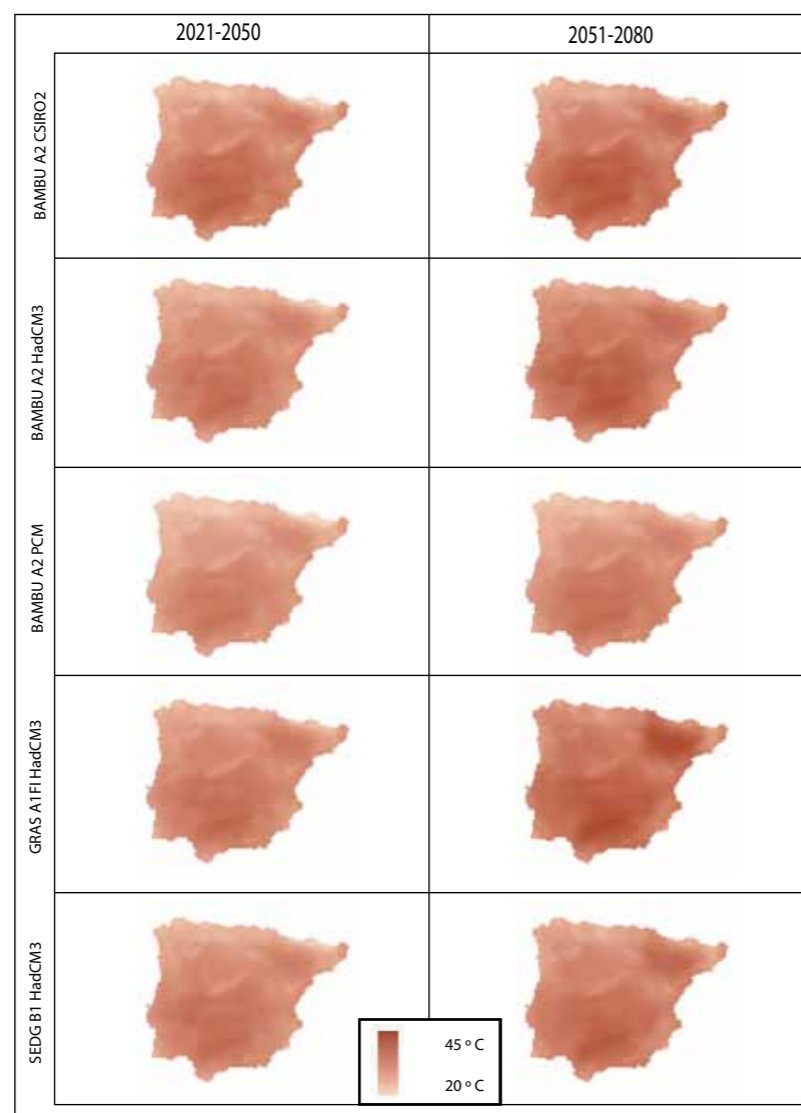 2021-2050
2051-2080
BAMBU A2 CSIRO2
BAMBU A2 HadCM3
BAMBU A2 PCM
GRAS A1FI HadCM3
SEDG B1 HadCM3
45 º C
20 º C